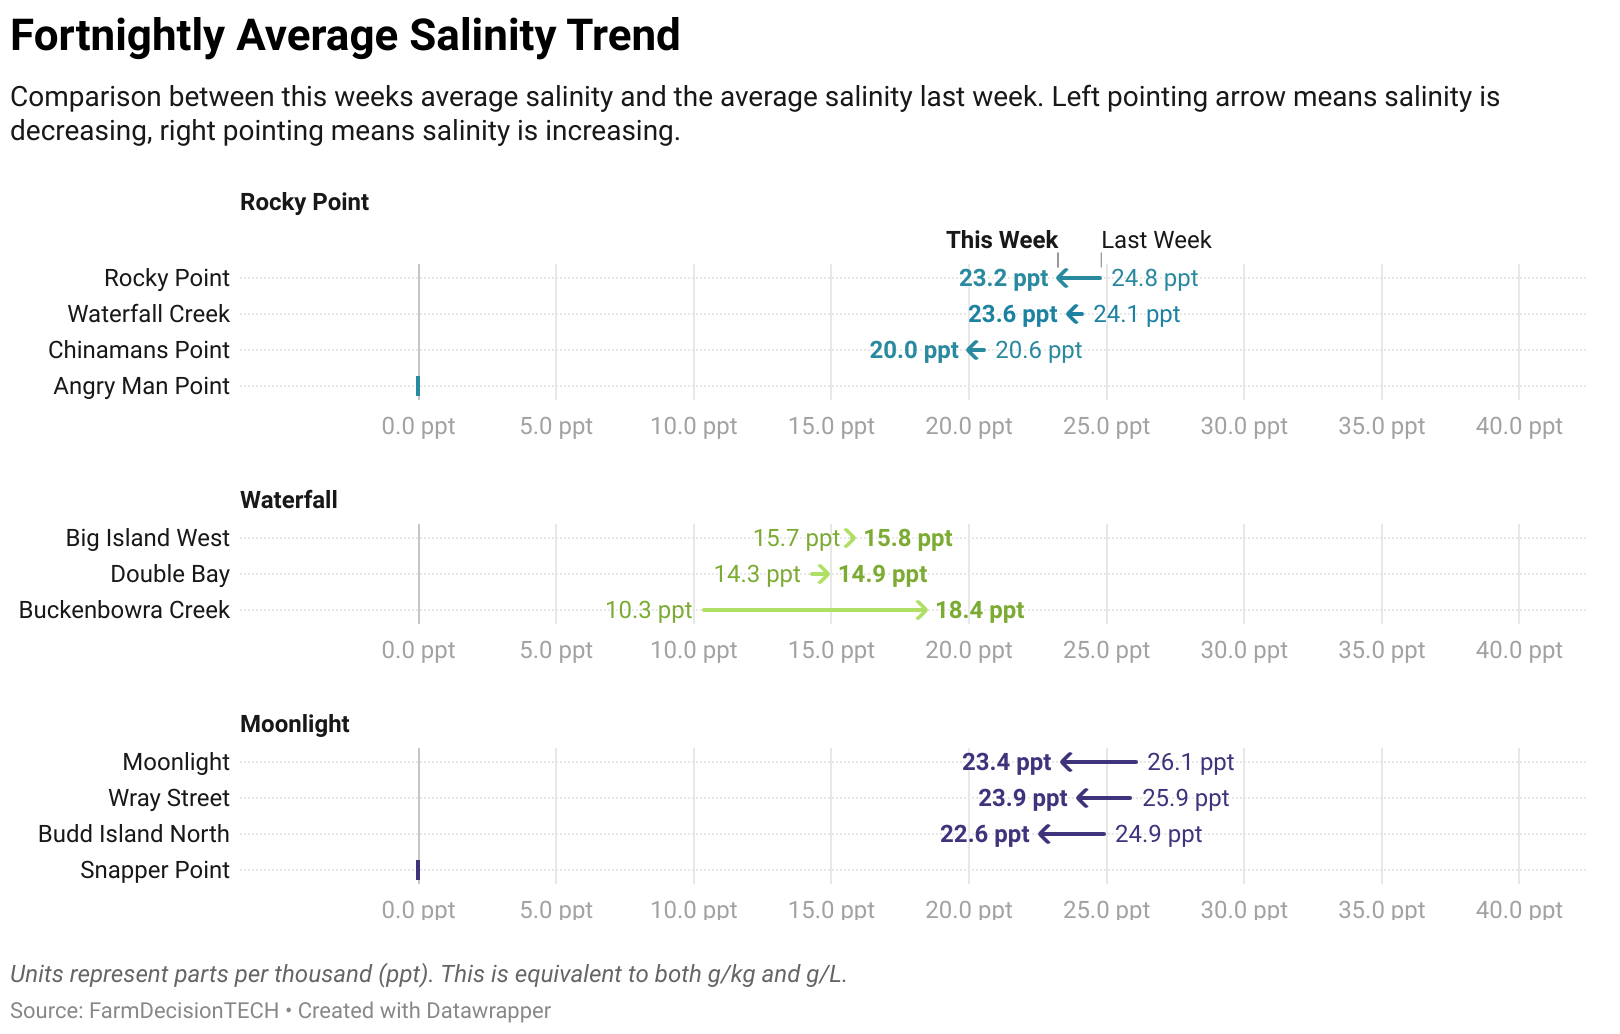 Fortnightly Average Salinity Trend
Comparison between this weeks average salinity and the average salinity last week. Left pointing arrow means salinity is
decreasing, right pointing means salinity is increasing.
Rocky Point
This Week Last Week
Rocky Point 23.2 ppt 24.8 ppt
Waterfall Creek 23.6 ppt 24.1 ppt
Chinamans Point 20.0 ppt 20.6 ppt
Angry Man Point
0.0 ppt 5.0 ppt 10.0 ppt 15.0 ppt 20.0 ppt 25.0 ppt 30.0 ppt 35.0 ppt 40.0 ppt
Waterfall
Big Island West 15.7 ppt 15.8 ppt
Double Bay 14.3 ppt 14.9 ppt
Buckenbowra Creek 10.3 ppt 18.4 ppt
0.0 ppt 5.0 ppt 10.0 ppt 15.0 ppt 20.0 ppt 25.0 ppt 30.0 ppt 35.0 ppt 40.0 ppt
Moonlight
Moonlight 23.4 ppt 26.1 ppt
Wray Street 23.9 ppt 25.9 ppt
Budd Island North 22.6 ppt 24.9 ppt
Snapper Point
0.0 ppt 5.0 ppt 10.0 ppt 15.0 ppt 20.0 ppt 25.0 ppt 30.0 ppt 35.0 ppt 40.0 ppt
Units represent parts per thousand (ppt). This is equivalent to both g/kg and g/L.
Source: FarmDecisionTECH • Created with Datawrapper